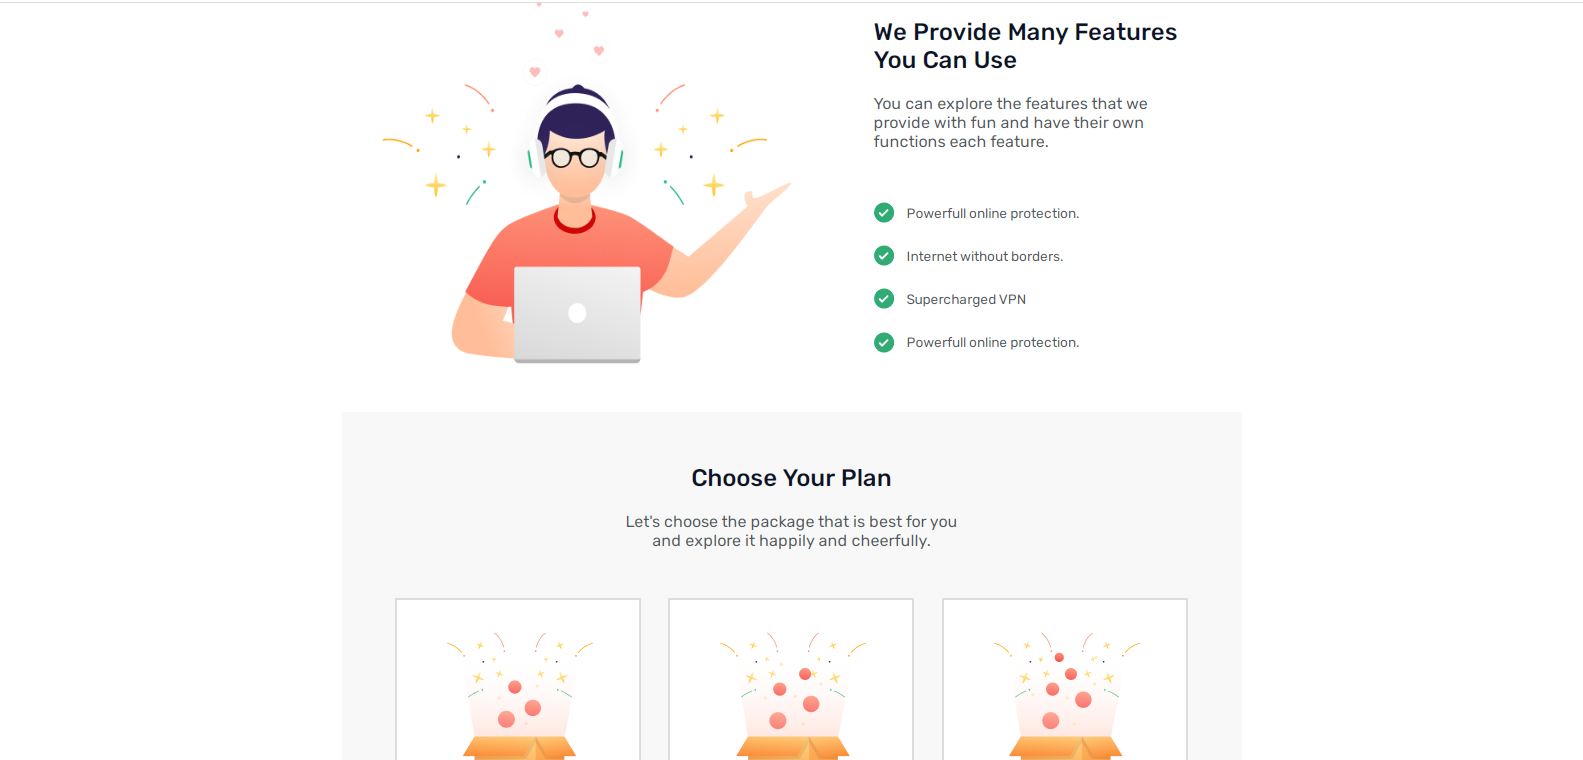 We Provide Many Features
You Can Use
You can explore the features that we
provide with fun and have their own
functions each feature.
Powerfull online protection.
Internet without borders.
Supercharged VPN
Powerfull online protection.
Choose Your Plan
Let's choose the package that is best for you
and explore it happily and cheerfully.